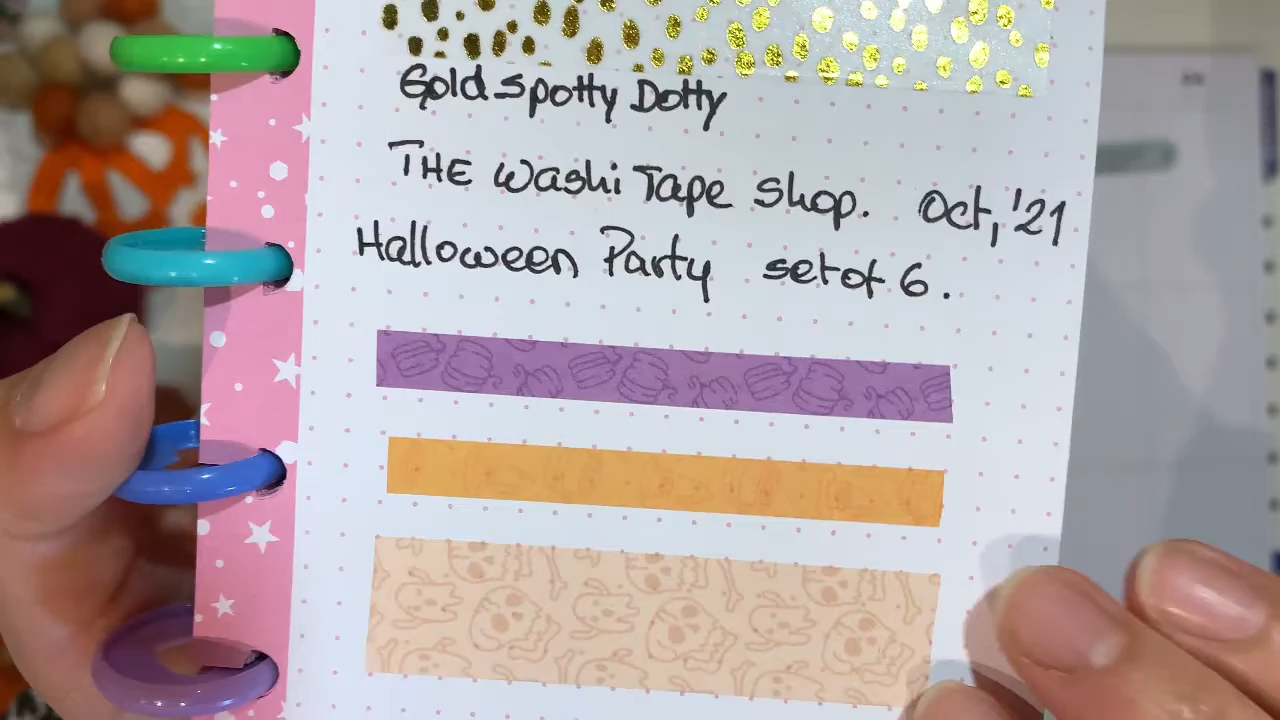 Gold Spotty Dotty
THE Washi Tape Shop. Oct, '21
Halloween Party set of 6.